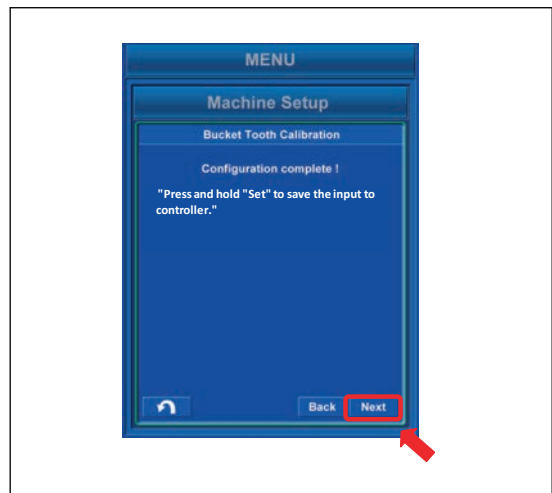 MENU
Machine Setup
Bucket Tooth Calibration
Configuration complete !
"Press and hold "Set" to save the input to
controller."
Back Next